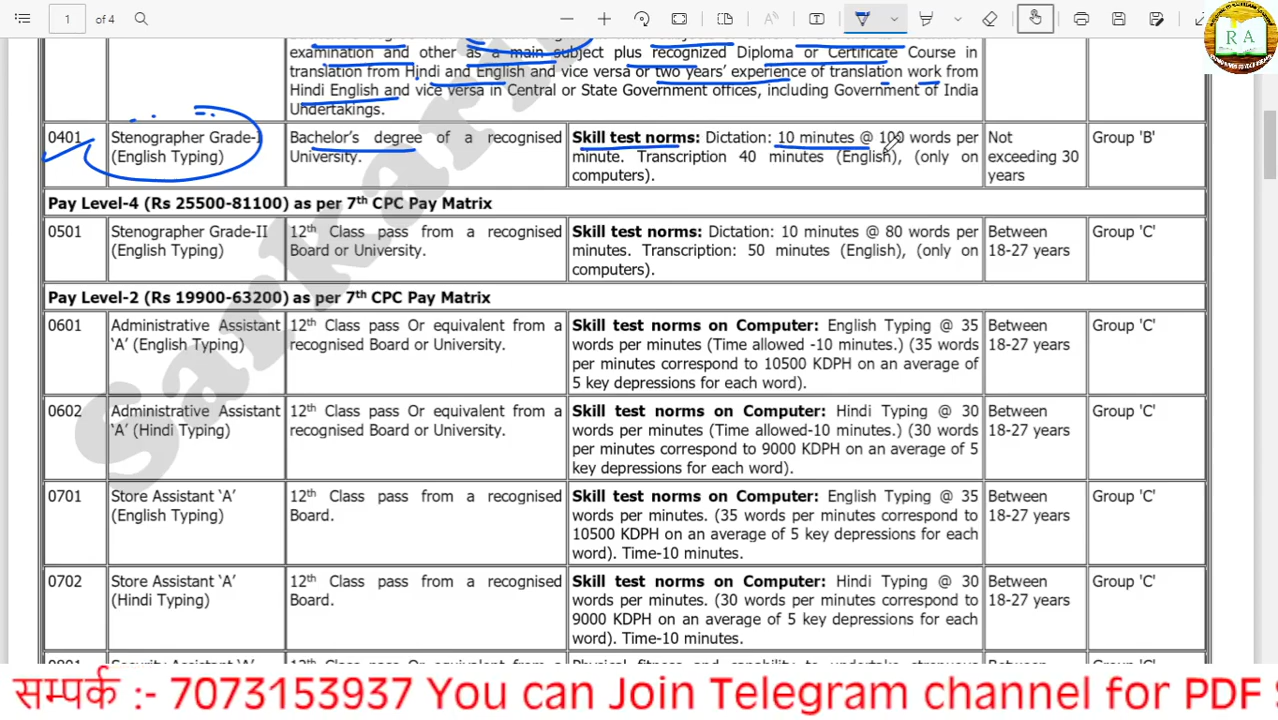 1 of 4
RA
examination and other as a main subject plus recognized Diploma or Certificate Course in
translation from Hindi and English and vice versa or two years' experience of translation work from
Hindi English and vice versa in Central or State Government offices, including Government of India
Undertakings.
0401 Stenographer Grade-I Bachelor's degree of a recognised Skill test norms: Dictation: 10 minutes @ 100 words per Not Group 'B'
(English Typing) University. minute. Transcription 40 minutes (English), (only on exceeding 30
computers). years
Pay Level-4 (Rs 25500-81100) as per 7th CPC Pay Matrix
0501 Stenographer Grade-II 12th Class pass from a recognised Skill test norms: Dictation: 10 minutes @ 80 words per Between Group 'C'
(English Typing) Board or University. minutes. Transcription: 50 minutes (English), (only on 18-27 years
computers).
Pay Level-2 (Rs 19900-63200) as per 7th CPC Pay Matrix
0601 Administrative Assistant 12th Class pass Or equivalent from a Skill test norms on Computer: English Typing @ 35 Between Group 'C'
'A' (English Typing) recognised Board or University. words per minutes (Time allowed -10 minutes.) (35 words 18-27 years
per minutes correspond to 10500 KDPH on an average of
5 key depressions for each word).
0602 Administrative Assistant 12th Class pass Or equivalent from a Skill test norms on Computer: Hindi Typing @ 30 Between Group 'C'
'A' (Hindi Typing) recognised Board or University. words per minutes (Time allowed-10 minutes.) (30 words 18-27 years
per minutes correspond to 9000 KDPH on an average of 5
key depressions for each word).
0701 Store Assistant 'A' 12th Class pass from a recognised Skill test norms on Computer: English Typing @ 35 Between Group 'C'
(English Typing) Board. words per minutes. (35 words per minutes correspond to 18-27 years
10500 KDPH on an average of 5 key depressions for each
word). Time-10 minutes.
0702 Store Assistant 'A' 12th Class pass from a recognised Skill test norms on Computer: Hindi Typing @ 30 Between Group 'C'
(Hindi Typing) Board. words per minutes. (30 words per minutes correspond to 18-27 years
9000 KDPH on an average of 5 key depressions for each
word). Time-10 minutes.
सम्पर्क :- 7073153937 You can Join Telegram channel for PDF